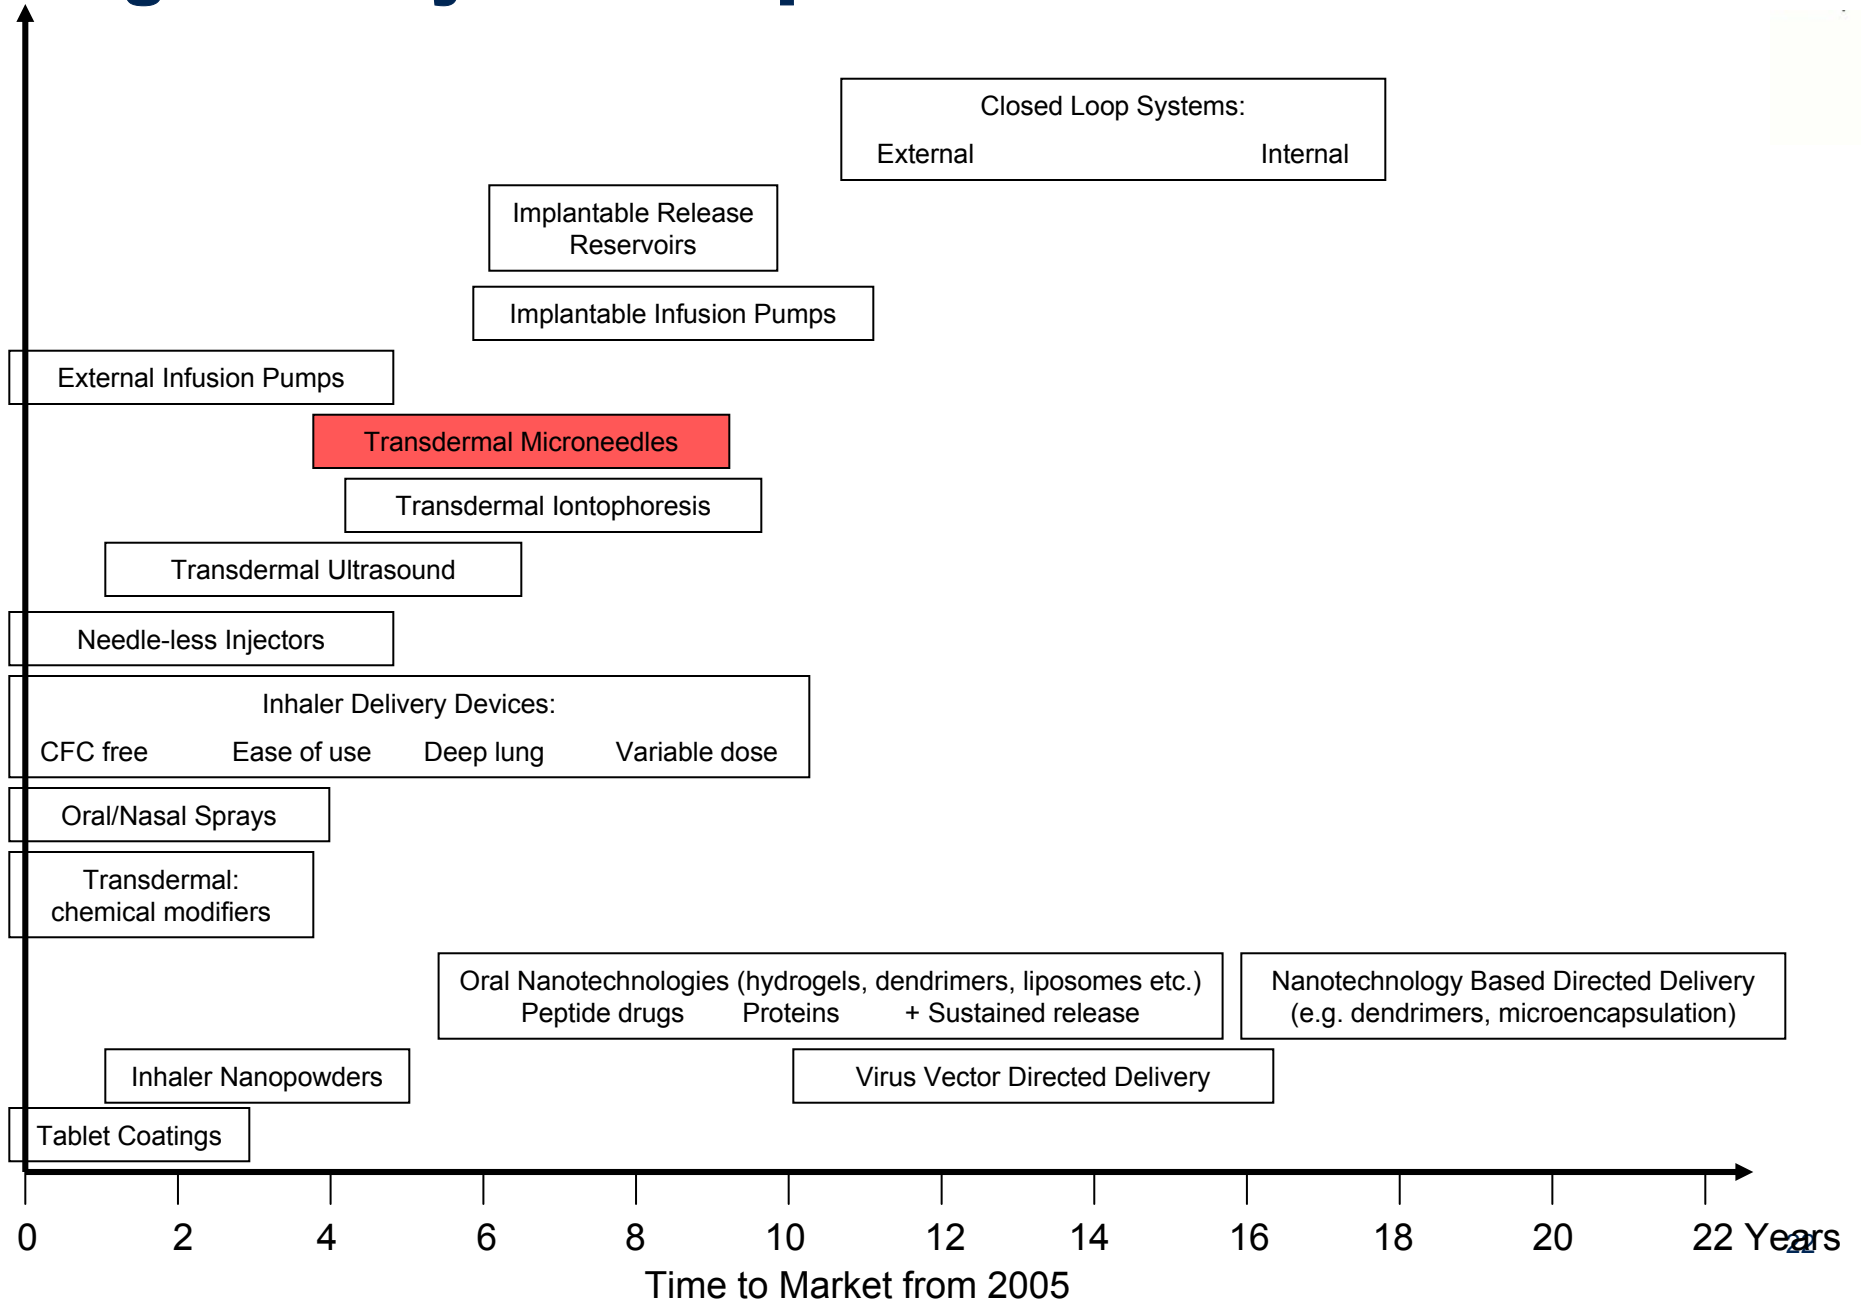 Closed Loop Systems:
External Internal
Implantable Release
Reservoirs
Implantable Infusion Pumps
External Infusion Pumps
Transdermal Microneedles
Transdermal Iontophoresis
Transdermal Ultrasound
Needle-less Injectors
Inhaler Delivery Devices:
CFC free Ease of use Deep lung Variable dose
Oral/Nasal Sprays
Transdermal:
chemical modifiers
Oral Nanotechnologies (hydrogels, dendrimers, liposomes etc.)
Peptide drugs Proteins + Sustained release
Nanotechnology Based Directed Delivery
(e.g. dendrimers, microencapsulation)
Inhaler Nanopowders
Virus Vector Directed Delivery
Tablet Coatings
0 2 4 6 8 10 12 14 16 18 20 22 Years
22
Time to Market from 2005